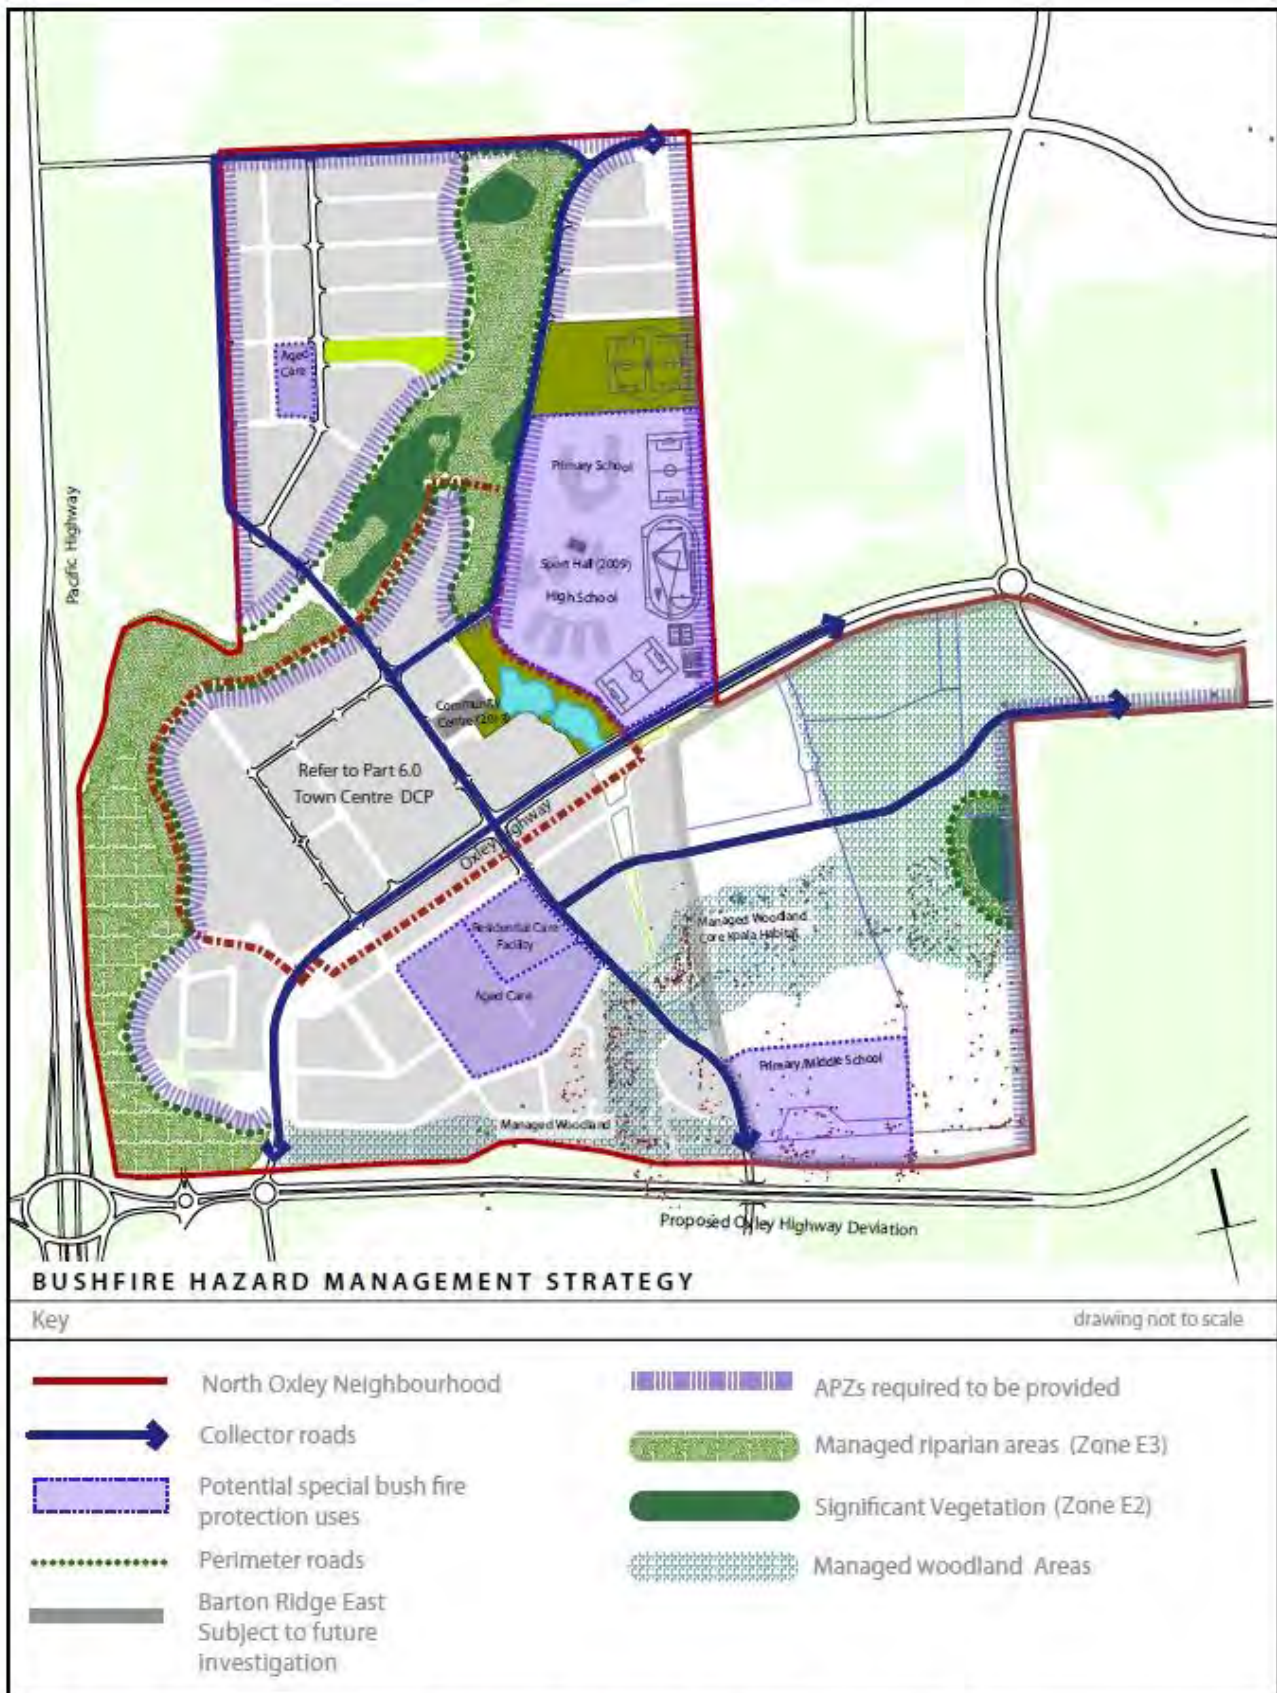 Aged
Care
Primary School
Pacific Highway
Sport Hall (2009)
High School
Community
Centre (2013)
Refer to Part 6.0
Town Centre DCP
Oxley Highway
Residential Care
Facility
Managed Woodland
Core Koala Habitat
Aged Care
Primary/Middle School
Managed Woodland
Proposed Oxley Highway Deviation
BUSHFIRE HAZARD MANAGEMENT STRATEGY
Key
drawing not to scale
North Oxley Neighbourhood
Collector roads
Potential special bush fire
protection uses
Perimeter roads
Barton Ridge East
Subject to future
investigation
APZs required to be provided
Managed riparian areas (Zone E3)
Significant Vegetation (Zone E2)
Managed woodland Areas